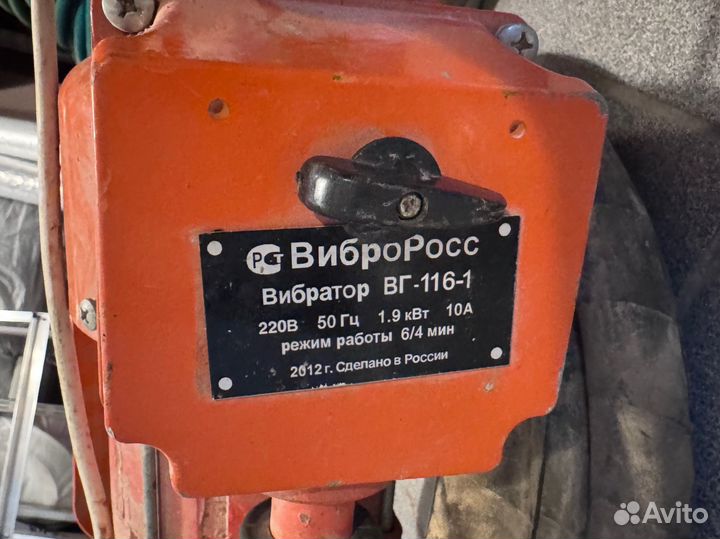 РСТ ВиброРосс
Вибратор ВГ-116-1
220В 50 Гц 1.9 кВт 10А
режим работы 6/4 мин
2012 г. Сделано в России
Avito